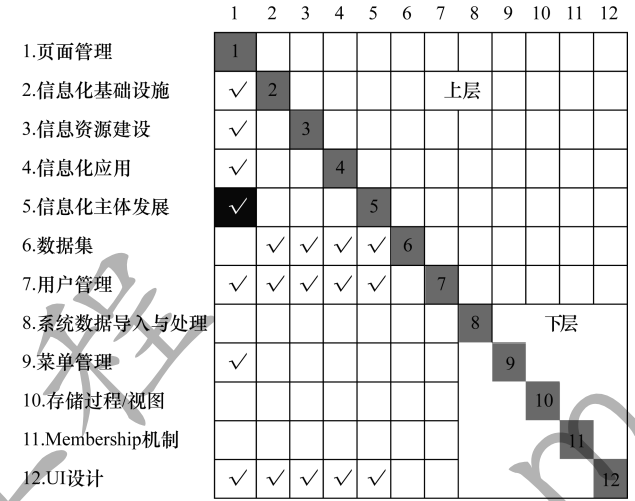 1 2 3 4 5 6 7 8 9 10 11 12
1.页面管理 1
2.信息化基础设施 √ 2 上层
3.信息资源建设 √ 3
4.信息化应用 √ 4
5.信息化主体发展 √ 5
6.数据集 √ √ √ √ 6
7.用户管理 √ √ √ √ √ 7
8.系统数据导入与处理 8 下层
9.菜单管理 √ 9
10.存储过程/视图 10
11.Membership机制 11
12.UI设计 √ √ √ √ √ 12
程